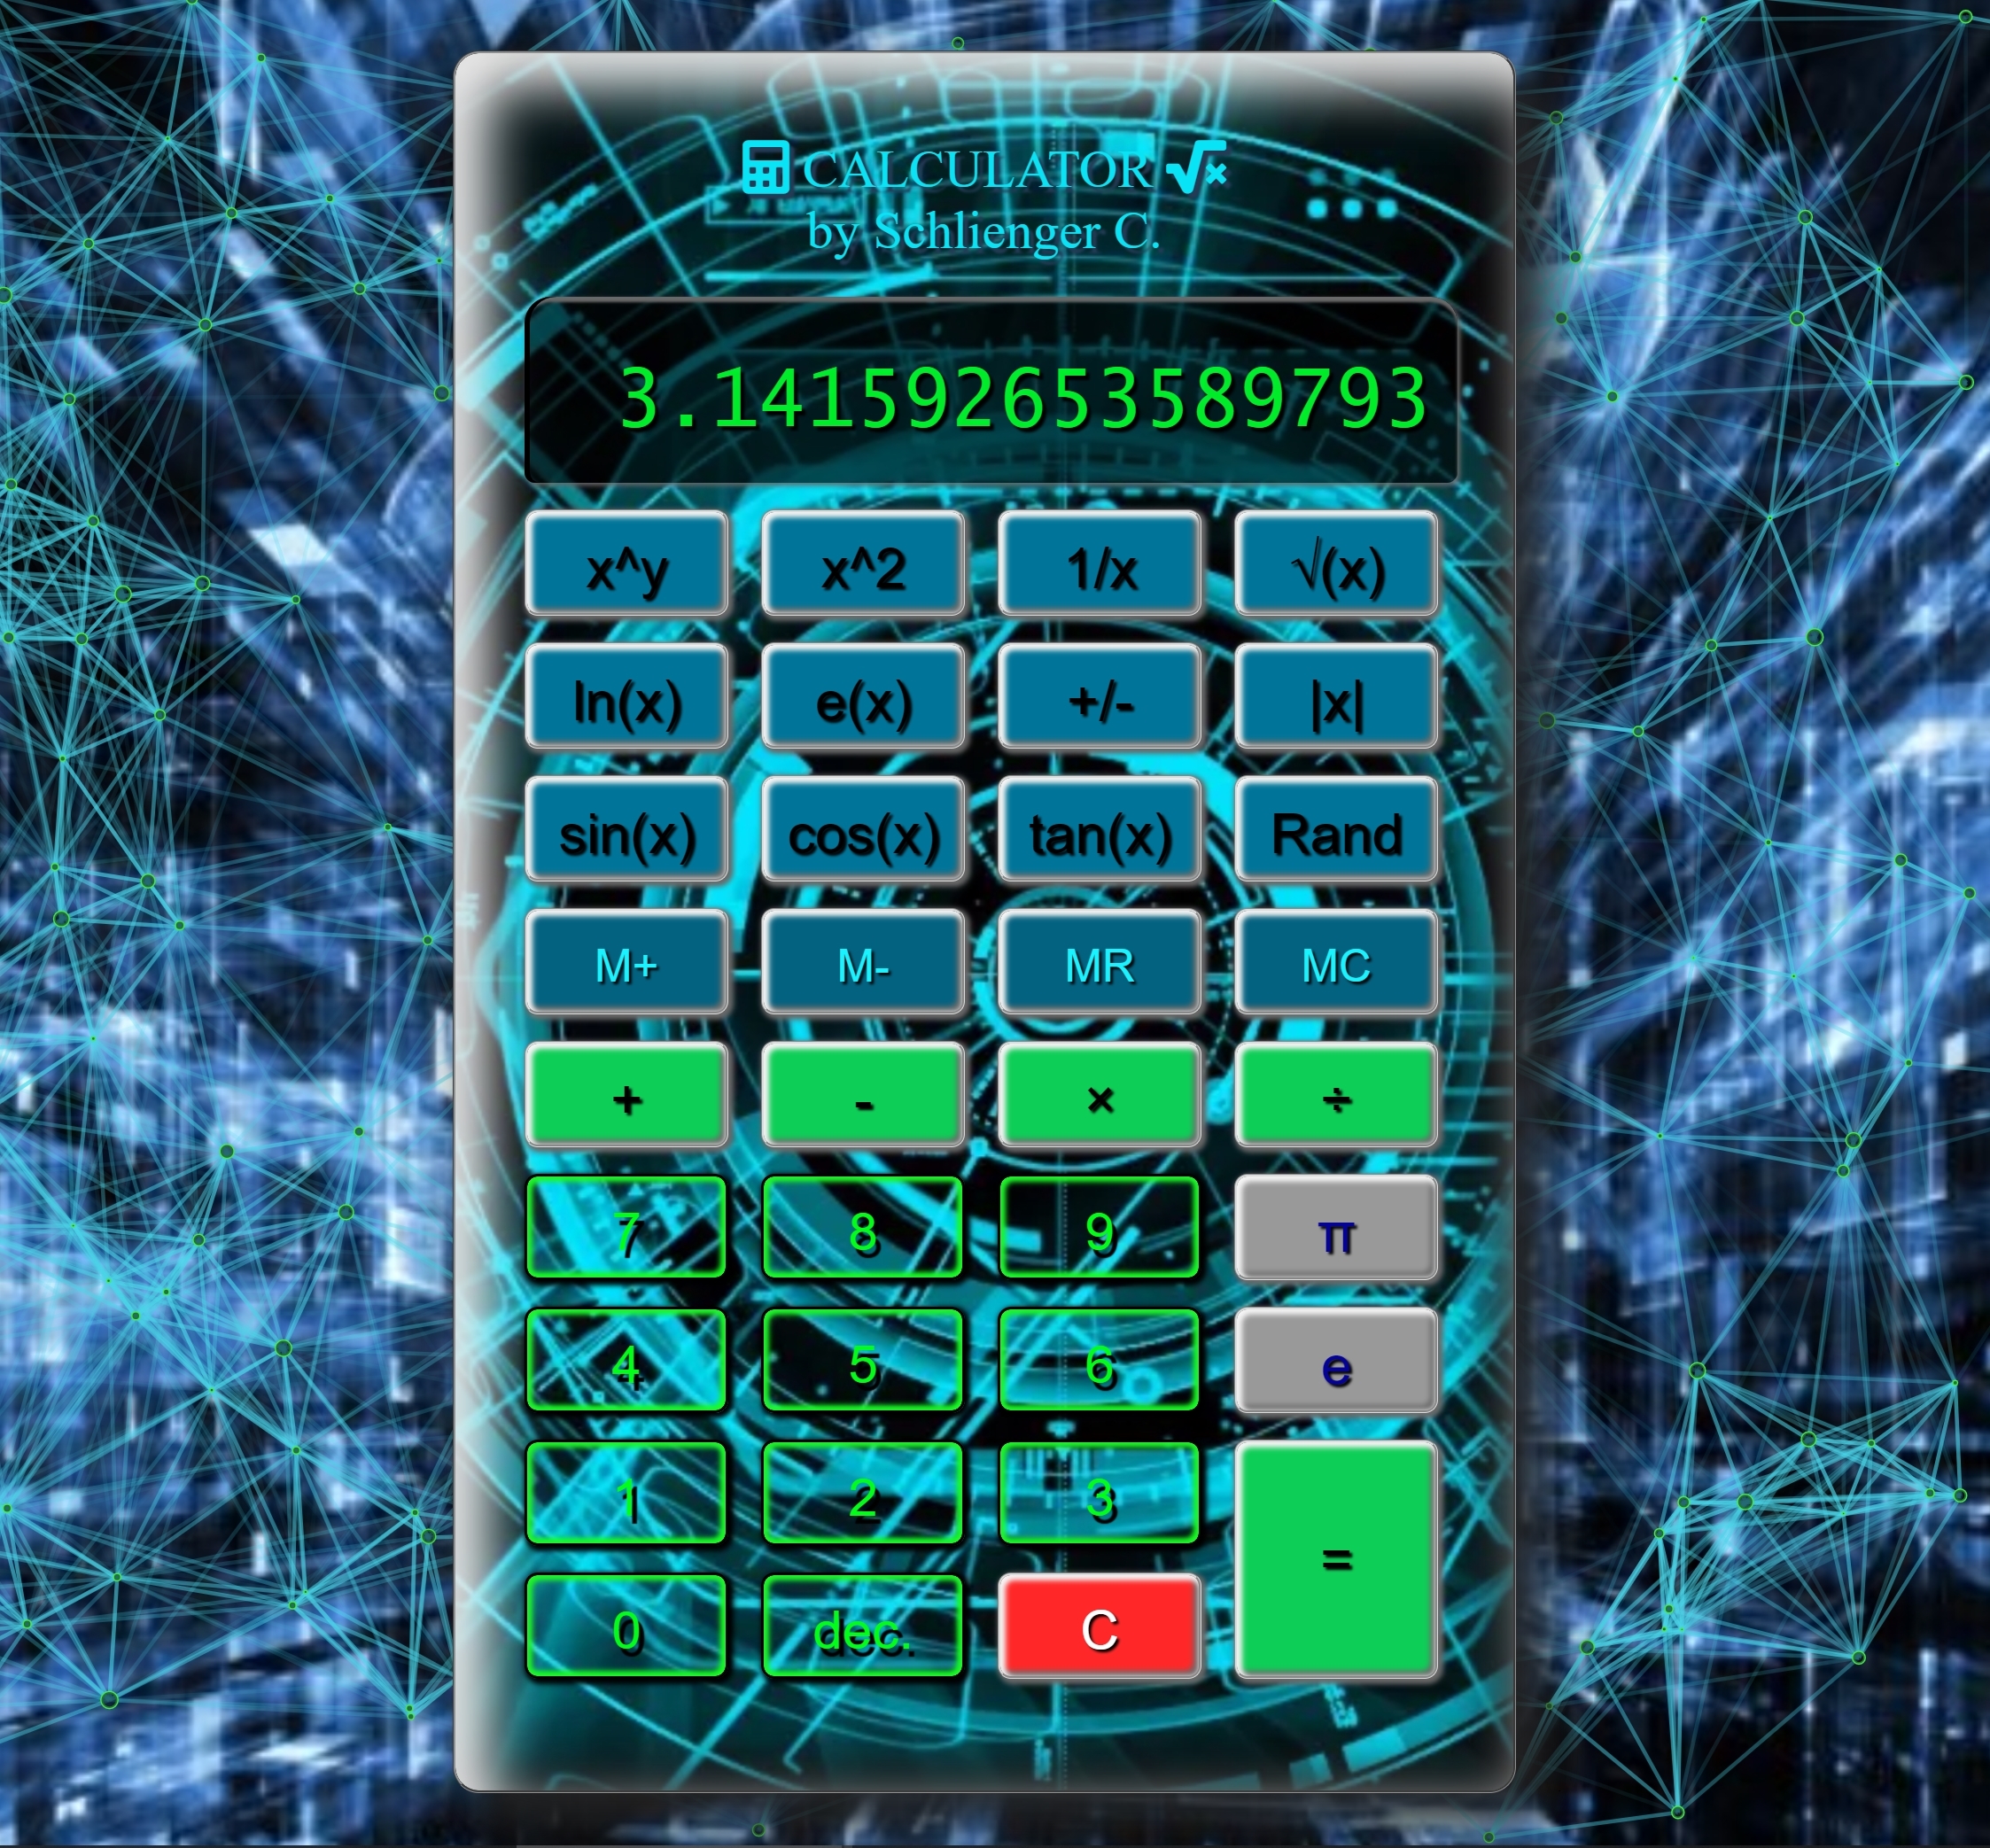 CALCULATOR √x
by Schlienger C.
3.141592653589793
x^y x^2 1/x √(x)
ln(x) e(x) +/- |x|
sin(x) cos(x) tan(x) Rand
M+ M- MR MC
+ - × ÷
7 8 9 π
4 5 6 e
1 2 3 =
0 dec. C